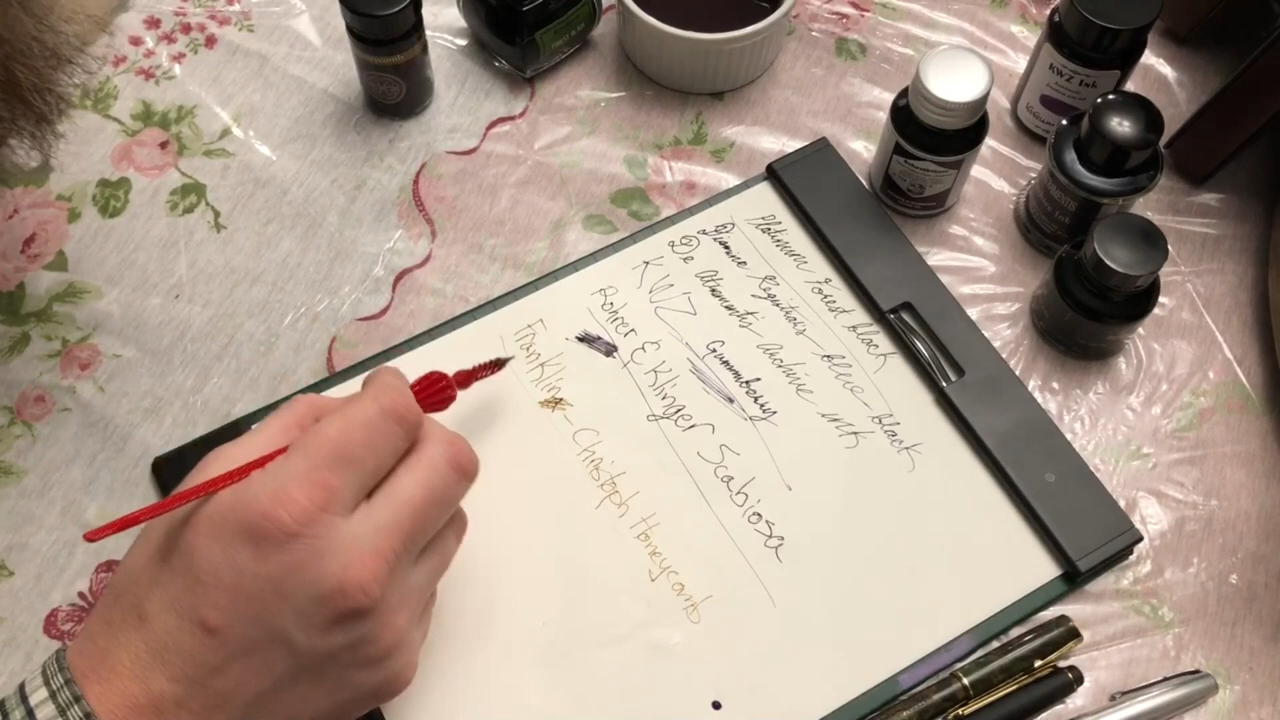 Platinum Forest black
Diamine Registrars blue black
De Atramentis Archive ink
KWZ Gummiberry
Rohrer & Klinger Scabiosa
Franklin - Christoph Honeycomb
KWZ Ink